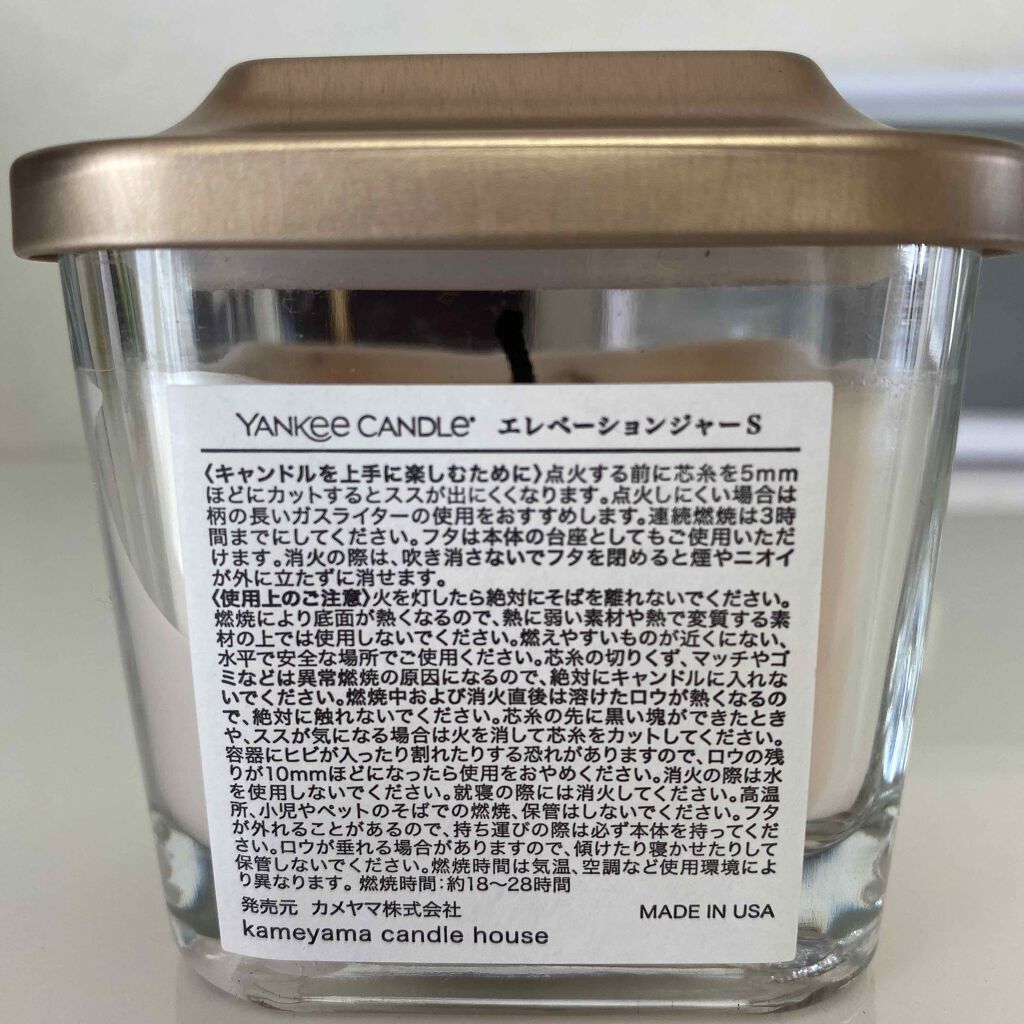 YANKEE CANDLE® エレベーションジャーS
〈キャンドルを上手に楽しむために〉点火する前に芯糸を5mm
ほどにカットするとススが出にくくなります。点火しにくい場合は
柄の長いガスライターの使用をおすすめします。連続燃焼は3時
間までにしてください。フタは本体の台座としてもご使用いただ
けます。消火の際は、吹き消さないでフタを閉めると煙やニオイ
が外に立たずに消せます。
〈使用上のご注意〉火を灯したら絶対にそばを離れないでください。
燃焼により底面が熱くなるので、熱に弱い素材や熱で変質する素
材の上では使用しないでください。燃えやすいものが近くにない、
水平で安全な場所でご使用ください。芯糸の切りくず、マッチやゴ
ミなどは異常燃焼の原因になるので、絶対にキャンドルに入れな
いでください。燃焼中および消火直後は溶けたロウが熱くなるの
で、絶対に触れないでください。芯糸の先に黒い塊ができたとき
や、ススが気になる場合は火を消して芯糸をカットしてください。
容器にヒビが入ったり割れたりする恐れがありますので、ロウの残
りが10mmほどになったら使用をおやめください。消火の際は水
を使用しないでください。就寝の際には消火してください。高温
所、小児やペットのそばでの燃焼、保管はしないでください。フタ
が外れることがあるので、持ち運びの際は必ず本体を持ってくだ
さい。ロウが垂れる場合がありますので、傾けたり寝かせたりして
保管しないでください。燃焼時間は気温、空調など使用環境によ
り異なります。燃焼時間：約18〜28時間
発売元 カメヤマ株式会社 MADE IN USA
kameyama candle house